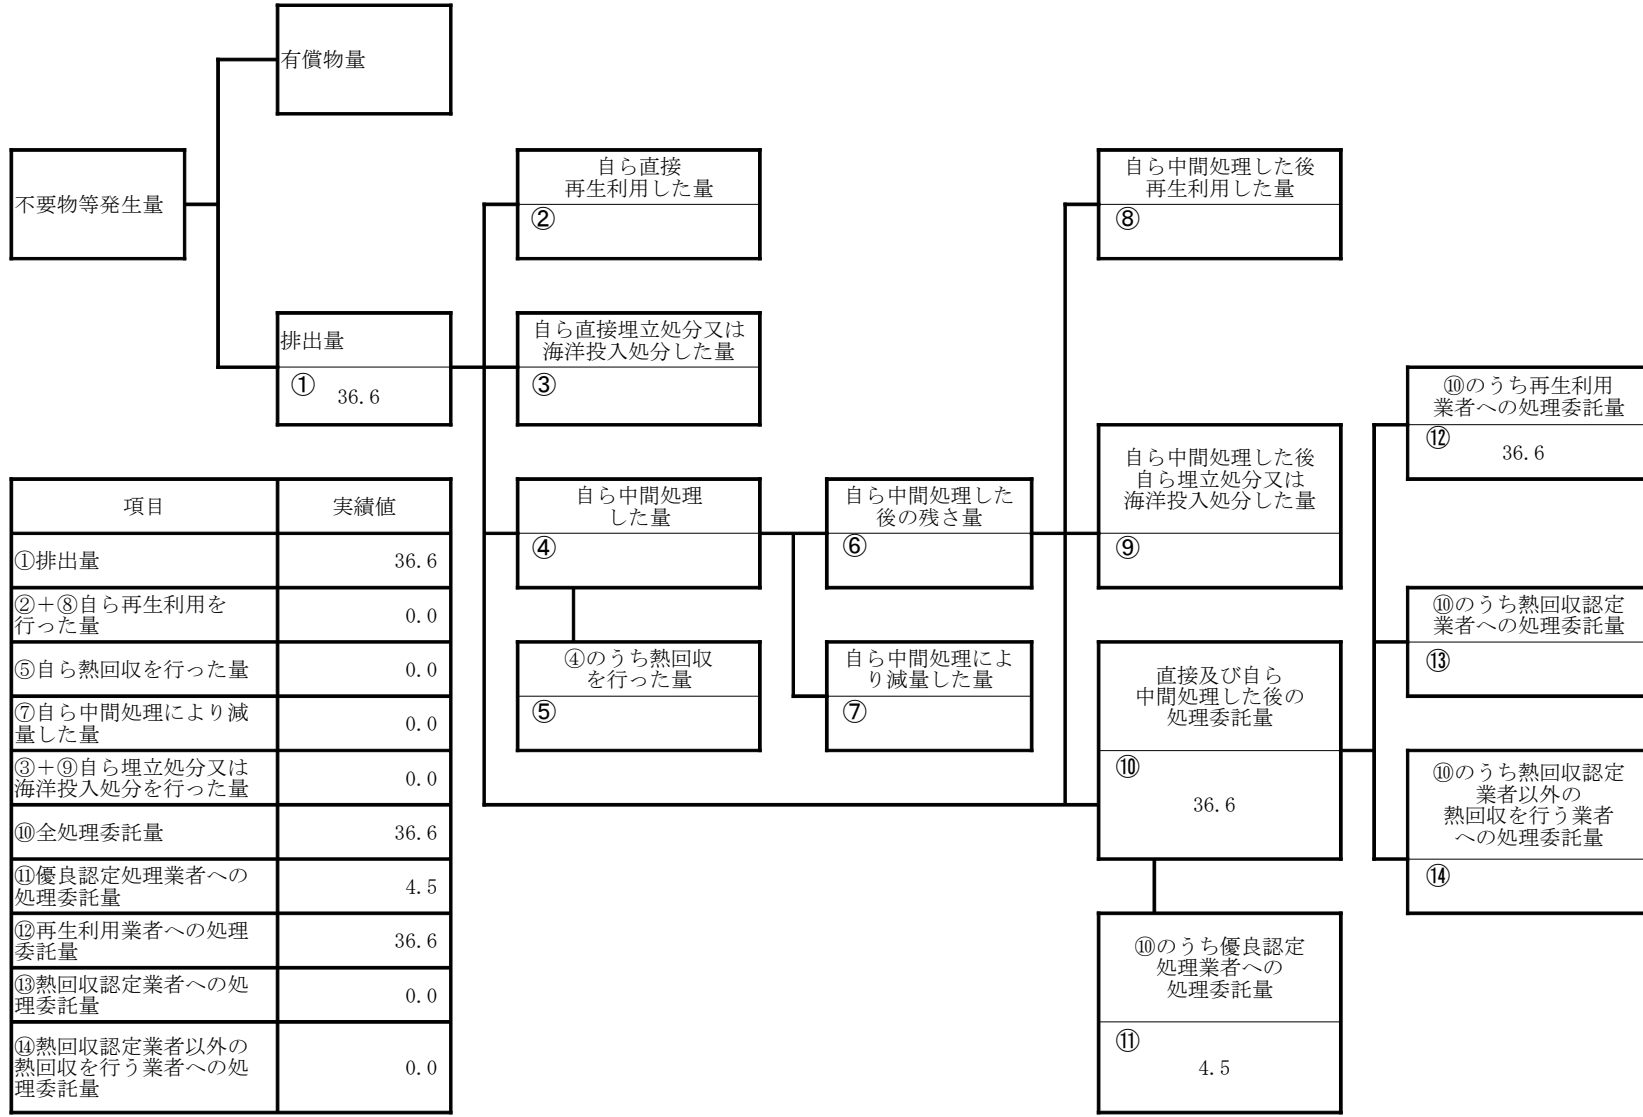 有償物量
不要物等発生量
自ら直接
再生利用した量
②
自ら中間処理した後
再生利用した量
⑧
排出量
①
36.6
自ら直接埋立処分又は
海洋投入処分した量
③
⑩のうち再生利用
業者への処理委託量
⑫
36.6
自ら中間処理した後
自ら埋立処分又は
海洋投入処分した量
⑨
自ら中間処理
した量
④
自ら中間処理した
後の残さ量
⑥
④のうち熱回収
を行った量
⑤
自ら中間処理によ
り減量した量
⑦
直接及び自ら
中間処理した後の
処理委託量
⑩
36.6
⑩のうち熱回収認定
業者への処理委託量
⑬
⑩のうち熱回収認定
業者以外の
熱回収を行う業者
への処理委託量
⑭
⑩のうち優良認定
処理業者への
処理委託量
⑪
4.5
項目 実績値
①排出量 36.6
②+⑧自ら再生利用を
行った量 0.0
⑤自ら熱回収を行った量 0.0
⑦自ら中間処理により減
量した量 0.0
③+⑨自ら埋立処分又は
海洋投入処分を行った量 0.0
⑩全処理委託量 36.6
⑪優良認定処理業者への
処理委託量 4.5
⑫再生利用業者への処理
委託量 36.6
⑬熱回収認定業者への処
理委託量 0.0
⑭熱回収認定業者以外の
熱回収を行う業者への処
理委託量 0.0